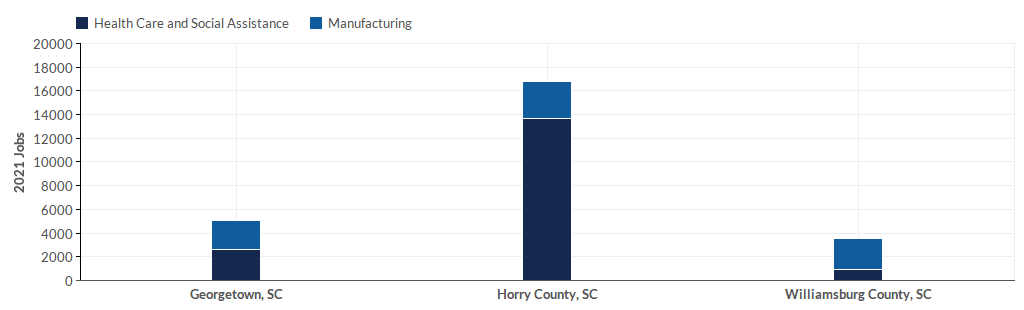 Health Care and Social Assistance
Manufacturing
20000
18000
16000
14000
12000
10000
8000
6000
4000
2000
0
2021 Jobs
Georgetown, SC
Horry County, SC
Williamsburg County, SC